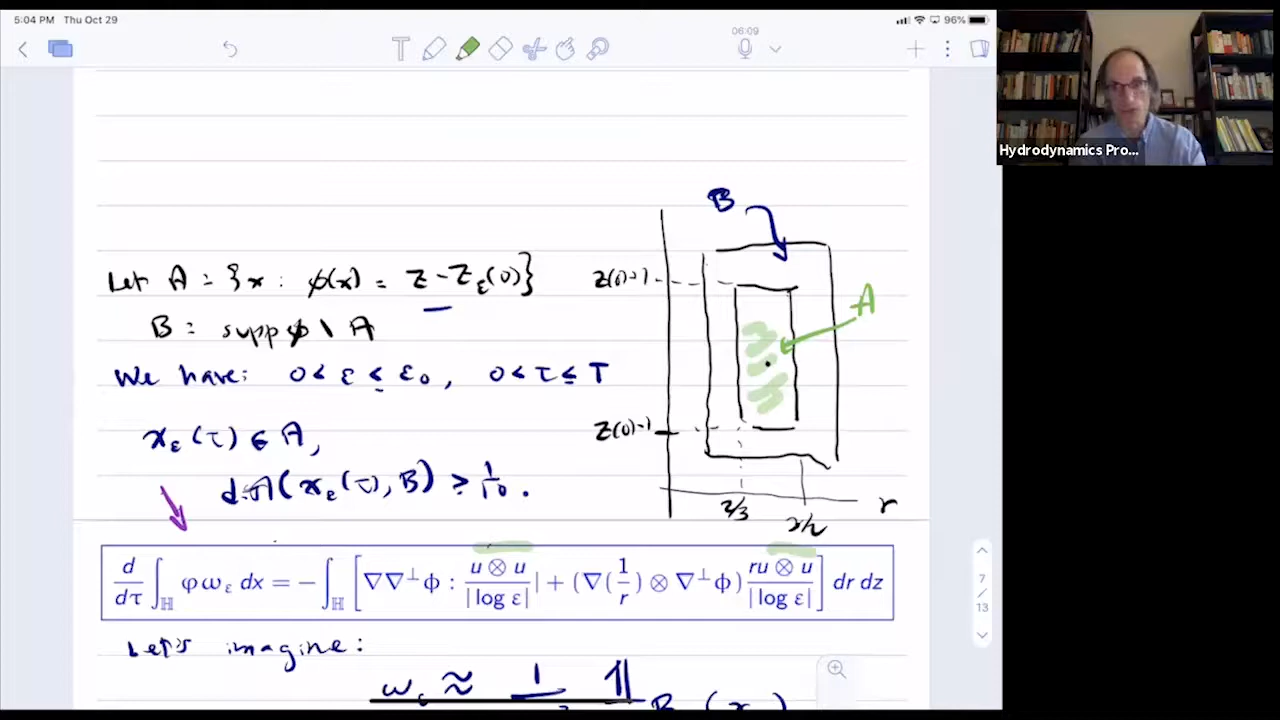 5:04 PM Thu Oct 29
96%
06:09
Hydrodynamics Pro...
B
Let A = {x : φ(x) = z - z_ε(0)}
z(0)+1
A
B = supp φ \ A
We have: 0 < ε ≤ ε₀, 0 < τ ≤ T
x_ε(τ) ∈ A,
z(0)-1
dist(x_ε(τ), B) ≥ 1/10.
2/3
r
d/dτ ∫_ℍ φ ω_ε dx = - ∫_ℍ [∇∇^⊥ φ : u ⊗ u / |log ε| | + (∇(1/r) ⊗ ∇^⊥ φ) ru ⊗ u / |log ε|] dr dz
7 / 13
Let's imagine: